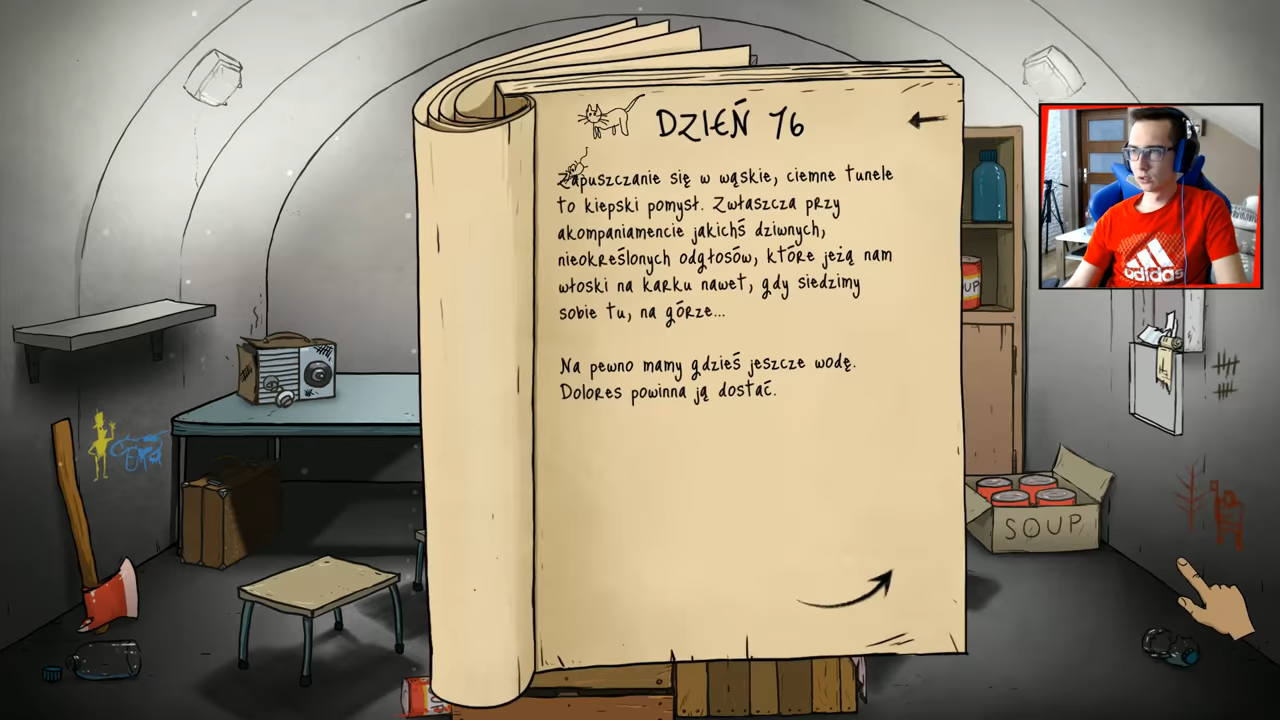 DZIEŃ 76
Zapuszczanie się w wąskie, ciemne tunele
to kiepski pomysł. Zwłaszcza przy
akompaniamencie jakichś dziwnych,
nieokreślonych odgłosów, które jeżą nam
włoski na karku nawet, gdy siedzimy
sobie tu, na górze...
Na pewno mamy gdzieś jeszcze wodę.
Dolores powinna ją dostać.
adidas
UP
SOUP